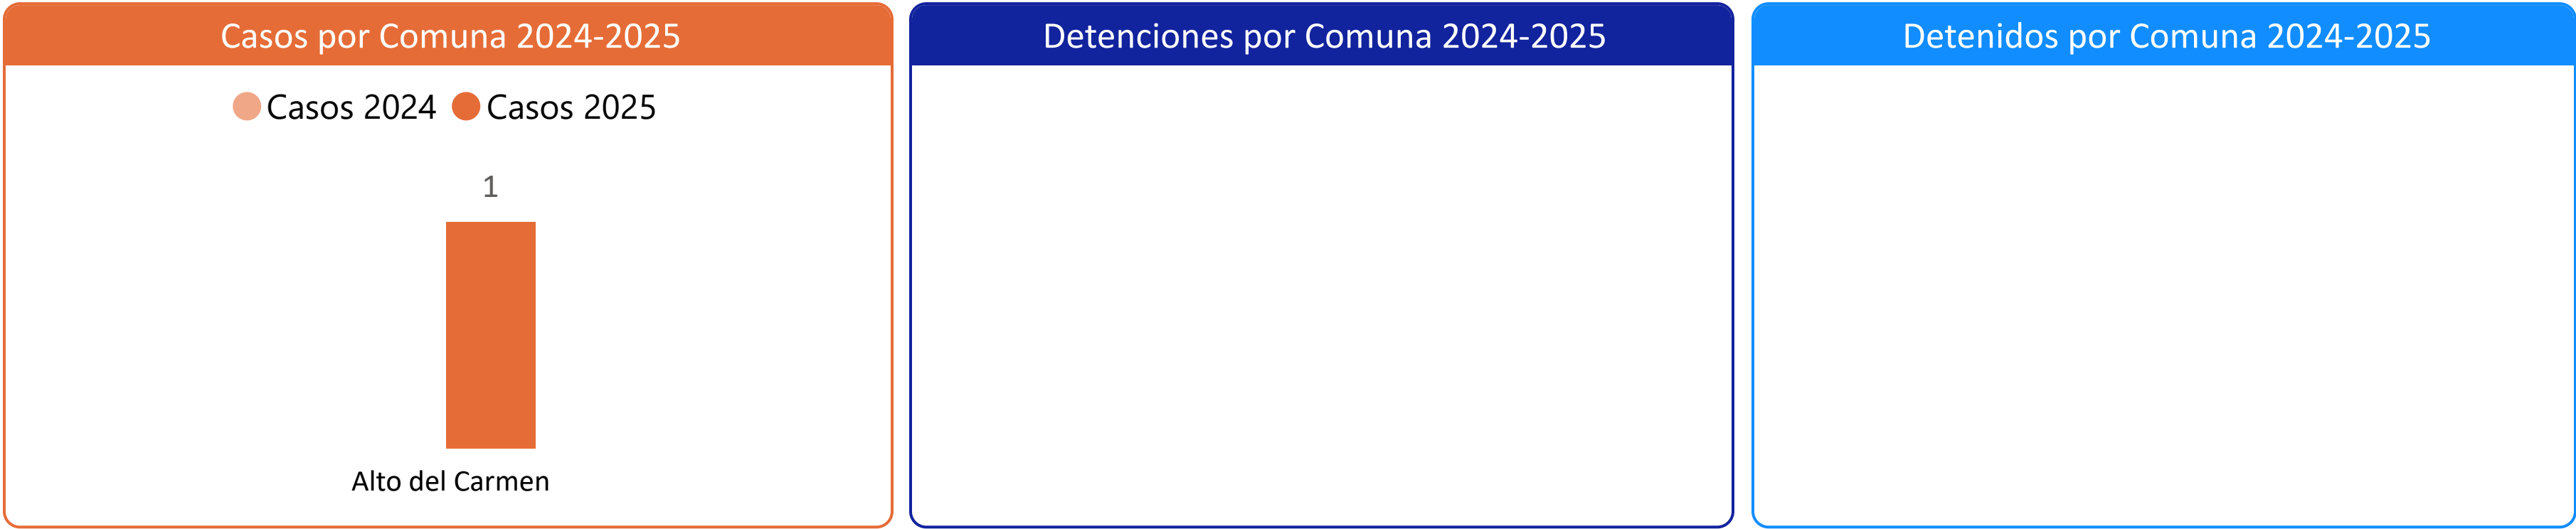 Casos por Comuna 2024-2025
Casos 2024 Casos 2025
1
Alto del Carmen
Detenciones por Comuna 2024-2025
Detenidos por Comuna 2024-2025